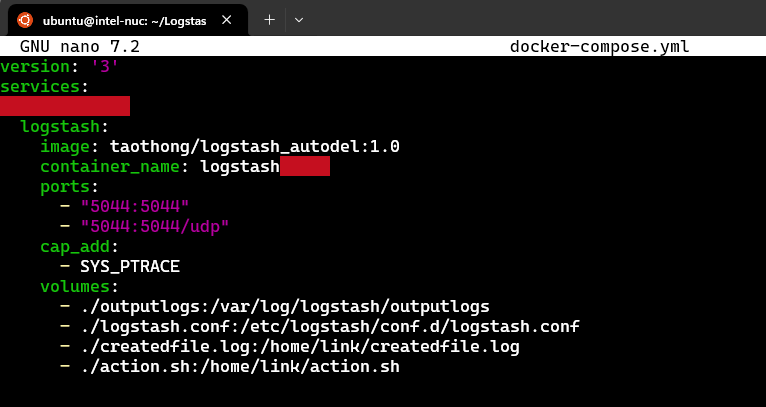 ubuntu@intel-nuc: ~/Logstas
GNU nano 7.2 docker-compose.yml
version: '3'
services:
  logstash:
    image: taothong/logstash_autodel:1.0
    container_name: logstash
    ports:
      - "5044:5044"
      - "5044:5044/udp"
    cap_add:
      - SYS_PTRACE
    volumes:
      - ./outputlogs:/var/log/logstash/outputlogs
      - ./logstash.conf:/etc/logstash/conf.d/logstash.conf
      - ./createdfile.log:/home/link/createdfile.log
      - ./action.sh:/home/link/action.sh